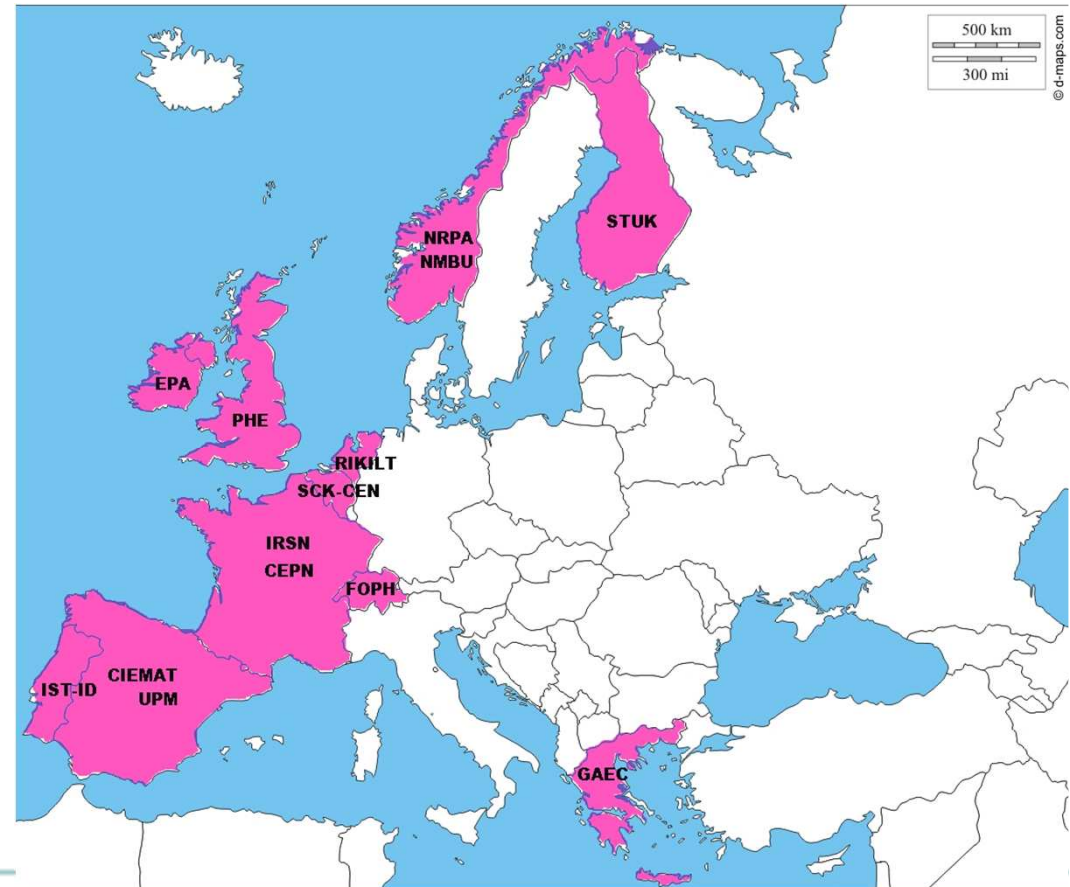 500 km
300 mi
© d-maps.com
STUK
NRPA
NMBU
EPA
PHE
RIKILT
SCK-CEN
IRSN
CEPN
FOPH
CIEMAT
IST-ID
UPM
GAEC